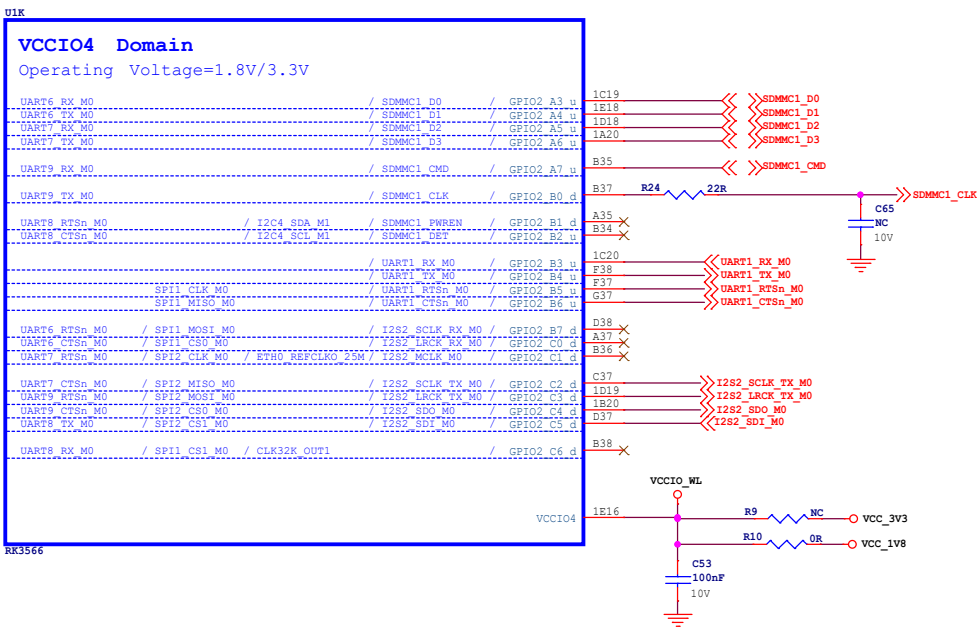 U1K
VCCIO4 Domain
Operating Voltage=1.8V/3.3V
UART6_RX_M0 / SDMMC1_D0 / GPIO2_A3_u 1C19 SDMMC1_D0
UART6_TX_M0 / SDMMC1_D1 / GPIO2_A4_u 1E18 SDMMC1_D1
UART7_RX_M0 / SDMMC1_D2 / GPIO2_A5_u 1D18 SDMMC1_D2
UART7_TX_M0 / SDMMC1_D3 / GPIO2_A6_u 1A20 SDMMC1_D3
UART9_RX_M0 / SDMMC1_CMD / GPIO2_A7_u B35 SDMMC1_CMD
UART9_TX_M0 / SDMMC1_CLK / GPIO2_B0_d B37 R24 22R SDMMC1_CLK
C65
NC
10V
UART8_RTSn_M0 / I2C4_SDA_M1 / SDMMC1_PWREN / GPIO2_B1_d A35
UART8_CTSn_M0 / I2C4_SCL_M1 / SDMMC1_DET / GPIO2_B2_u B34
/ UART1_RX_M0 / GPIO2_B3_u 1C20 UART1_RX_M0
/ UART1_TX_M0 / GPIO2_B4_u F38 UART1_TX_M0
SPI1_CLK_M0 / UART1_RTSn_M0 / GPIO2_B5_u F37 UART1_RTSn_M0
SPI1_MISO_M0 / UART1_CTSn_M0 / GPIO2_B6_u G37 UART1_CTSn_M0
UART6_RTSn_M0 / SPI1_MOSI_M0 / I2S2_SCLK_RX_M0 / GPIO2_B7_d D38
UART6_CTSn_M0 / SPI1_CS0_M0 / I2S2_LRCK_RX_M0 / GPIO2_C0_d A37
UART7_RTSn_M0 / SPI2_CLK_M0 / ETH0_REFCLKO_25M / I2S2_MCLK_M0 / GPIO2_C1_d B36
UART7_CTSn_M0 / SPI2_MISO_M0 / I2S2_SCLK_TX_M0 / GPIO2_C2_d C37 I2S2_SCLK_TX_M0
UART9_RTSn_M0 / SPI2_MOSI_M0 / I2S2_LRCK_TX_M0 / GPIO2_C3_d 1D19 I2S2_LRCK_TX_M0
UART9_CTSn_M0 / SPI2_CS0_M0 / I2S2_SDO_M0 / GPIO2_C4_d 1B20 I2S2_SDO_M0
UART8_TX_M0 / SPI2_CS1_M0 / I2S2_SDI_M0 / GPIO2_C5_d D37 I2S2_SDI_M0
UART8_RX_M0 / SPI1_CS1_M0 / CLK32K_OUT1 / GPIO2_C6_d B38
VCCIO_WL
VCCIO4 1E16 R9 NC VCC_3V3
R10 0R VCC_1V8
RK3566
C53
100nF
10V